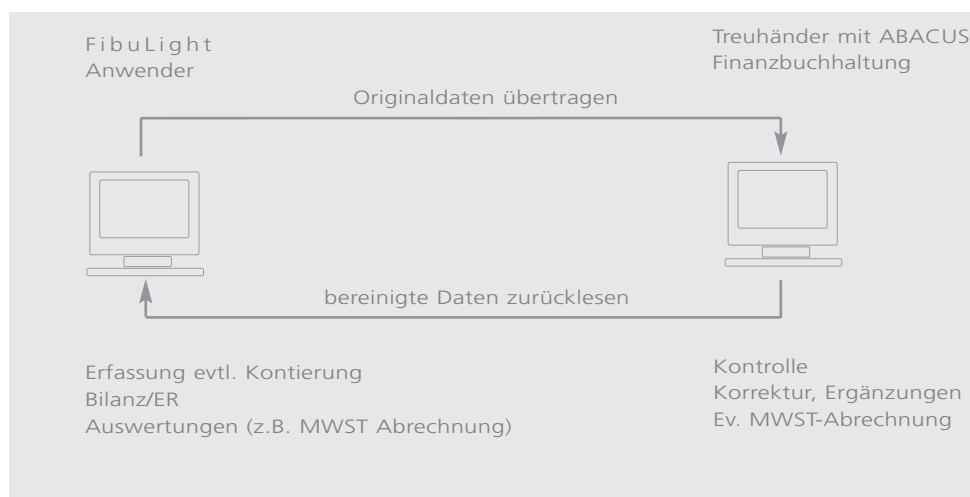 FibuLight
Anwender
Treuhänder mit ABACUS
Finanzbuchhaltung
Originaldaten übertragen
bereinigte Daten zurücklesen
Erfassung evtl. Kontierung
Bilanz/ER
Auswertungen (z.B. MWST Abrechnung)
Kontrolle
Korrektur, Ergänzungen
Ev. MWST-Abrechnung